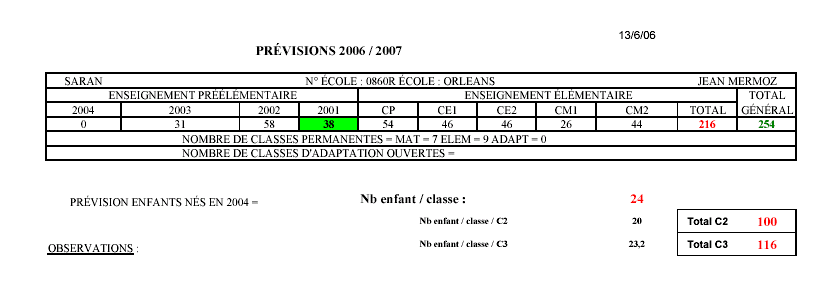 13/6/06
PRÉVISIONS 2006 / 2007
SARAN N° ÉCOLE : 0860R ÉCOLE : ORLEANS JEAN MERMOZ
ENSEIGNEMENT PRÉÉLÉMENTAIRE ENSEIGNEMENT ÉLÉMENTAIRE TOTAL
2004 2003 2002 2001 CP CE1 CE2 CM1 CM2 TOTAL GÉNÉRAL
0 31 58 38 54 46 46 26 44 216 254
NOMBRE DE CLASSES PERMANENTES = MAT = 7 ELEM = 9 ADAPT = 0
NOMBRE DE CLASSES D'ADAPTATION OUVERTES =
PRÉVISION ENFANTS NÉS EN 2004 = Nb enfant / classe : 24
Nb enfant / classe / C2 20 Total C2 100
OBSERVATIONS : Nb enfant / classe / C3 23,2 Total C3 116